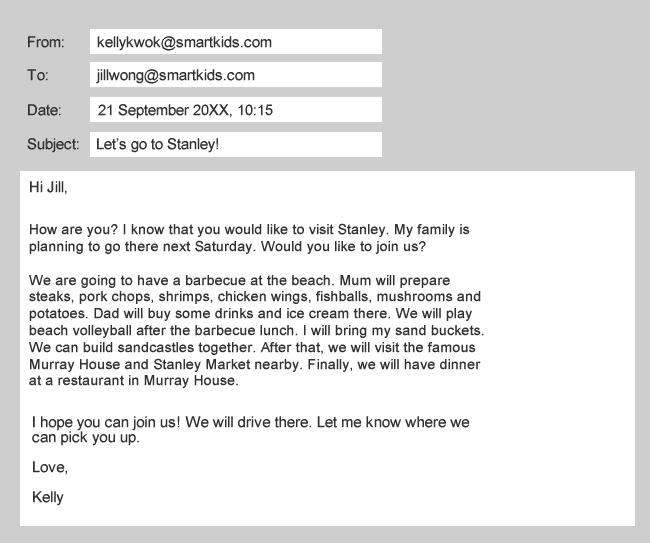 From: kellykwok@smartkids.com
To: jillwong@smartkids.com
Date: 21 September 20XX, 10:15
Subject: Let's go to Stanley!
Hi Jill,
How are you? I know that you would like to visit Stanley. My family is
planning to go there next Saturday. Would you like to join us?
We are going to have a barbecue at the beach. Mum will prepare
steaks, pork chops, shrimps, chicken wings, fishballs, mushrooms and
potatoes. Dad will buy some drinks and ice cream there. We will play
beach volleyball after the barbecue lunch. I will bring my sand buckets.
We can build sandcastles together. After that, we will visit the famous
Murray House and Stanley Market nearby. Finally, we will have dinner
at a restaurant in Murray House.
I hope you can join us! We will drive there. Let me know where we
can pick you up.
Love,
Kelly